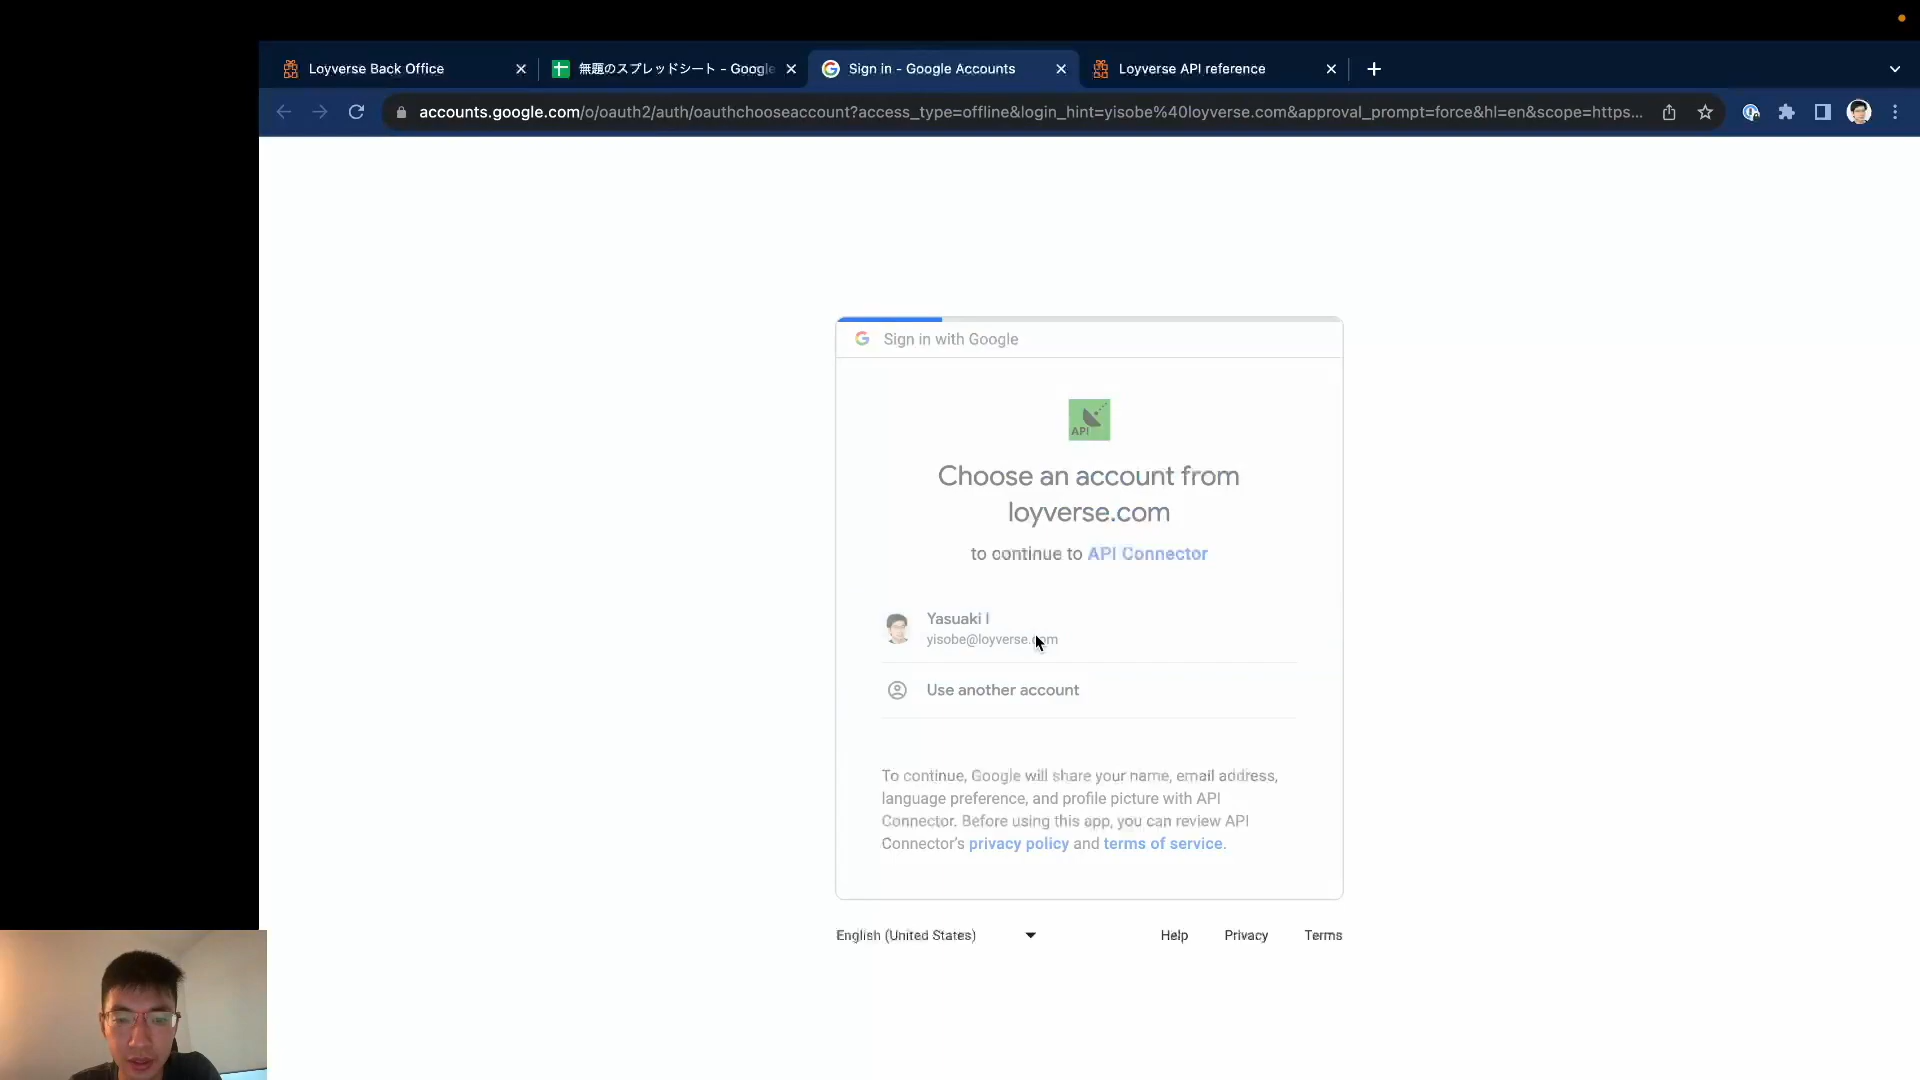 Loyverse Back Office
無題のスプレッドシート - Google
Sign in - Google Accounts
Loyverse API reference
accounts.google.com/o/oauth2/auth/oauthchooseaccount?access_type=offline&login_hint=yisobe%40loyverse.com&approval_prompt=force&hl=en&scope=https...
Sign in with Google
API
Choose an account from
loyverse.com
to continue to API Connector
Yasuaki I
yisobe@loyverse.com
Use another account
To continue, Google will share your name, email address,
language preference, and profile picture with API
Connector. Before using this app, you can review API
Connector's privacy policy and terms of service.
English (United States)
Help
Privacy
Terms